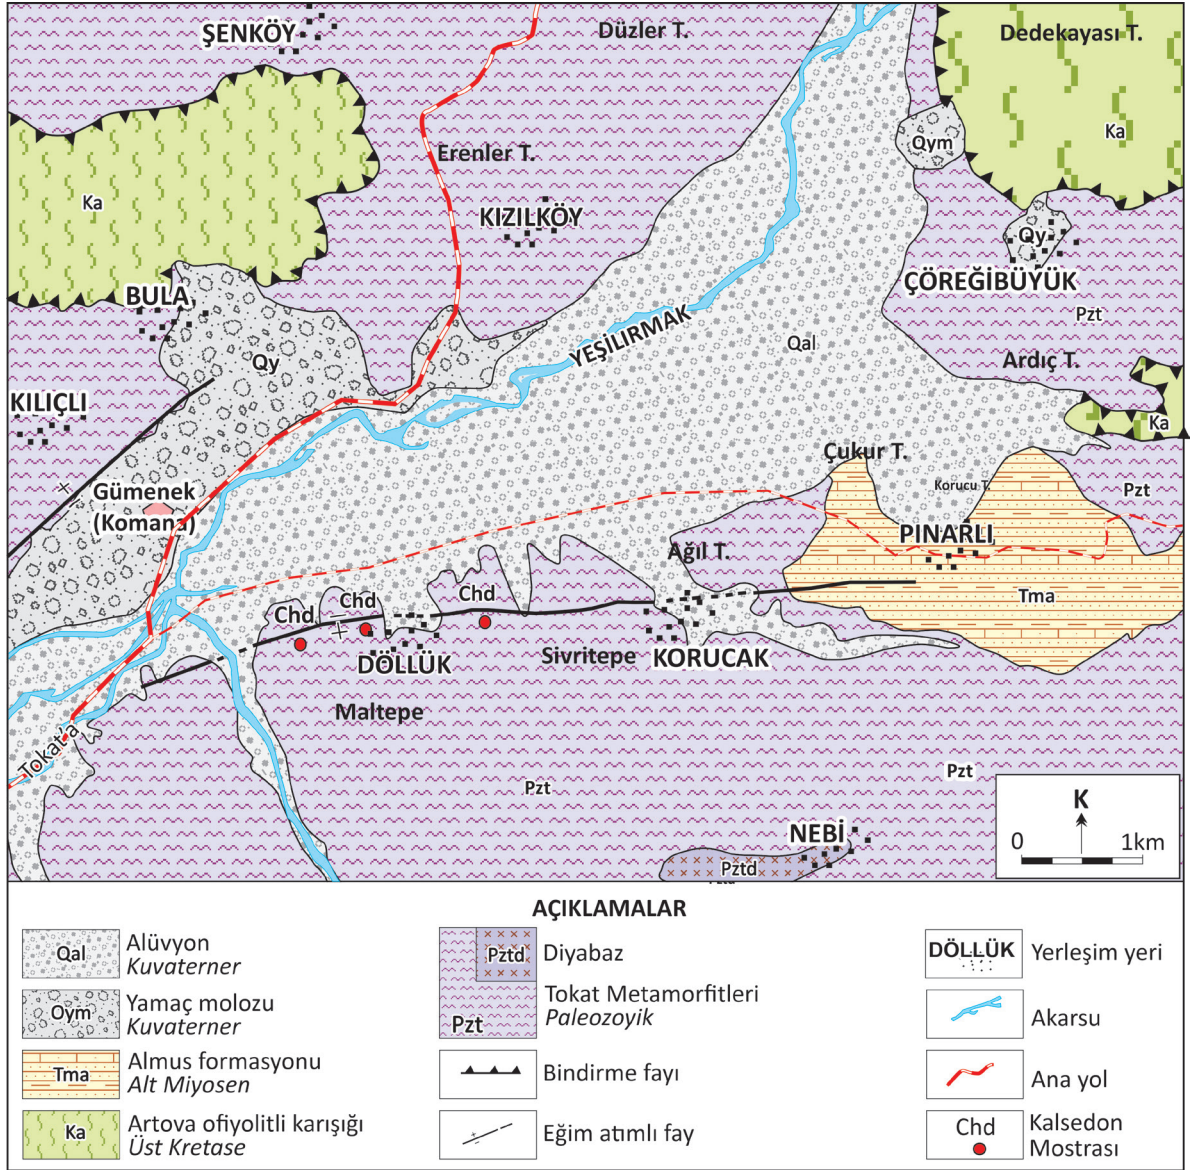 ŞENKÖY
Düzler T.
Dedekayası T.
Ka
Qym
Erenler T.
Ka
KIZILKÖY
Qy
ÇÖREĞİBÜYÜK
BULA
Pzt
YEŞİLIRMAK
Qal
Qy
Ardıç T.
KILIÇLI
Ka
Çukur T.
Korucu T.
Pzt
Gümenek
(Komana)
PINARLI
Ağıl T.
Tma
Chd
Chd
Chd
DÖLLÜK
Sivritepe
KORUCAK
Maltepe
Tokat'a
Pzt
Pzt
K
0 1km
NEBİ
Pztd
Pztd
AÇIKLAMALAR
Qal
Alüvyon
Kuvaterner
Oym
Yamaç molozu
Kuvaterner
Tma
Almus formasyonu
Alt Miyosen
Ka
Artova ofiyolitli karışığı
Üst Kretase
Pztd
Diyabaz
Pzt
Tokat Metamorfitleri
Paleozoyik
Bindirme fayı
Eğim atımlı fay
DÖLLÜK
Yerleşim yeri
Akarsu
Ana yol
Chd
Kalsedon
Mostrası